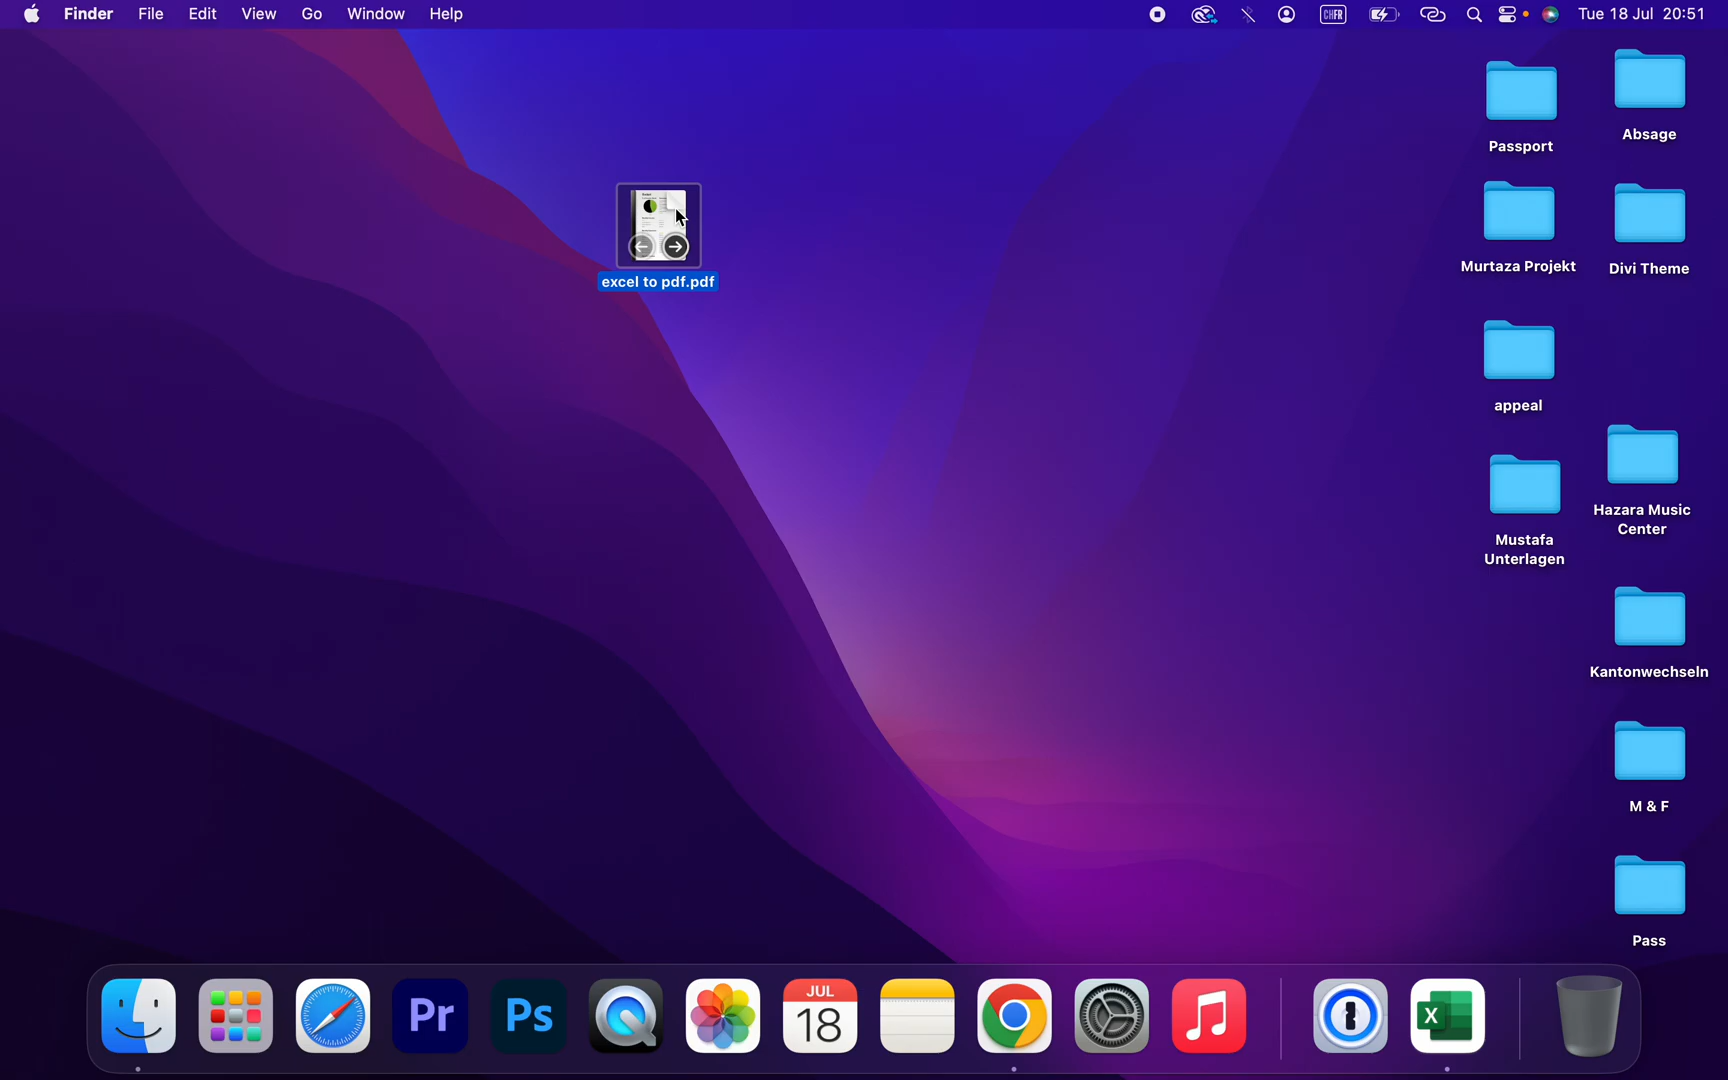 Finder File Edit View Go Window Help CHFR Tue 18 Jul 20:51
Absage
Passport
Murtaza Projekt
Divi Theme
excel to pdf.pdf
appeal
Hazara Music
Center
Mustafa
Unterlagen
Kantonwechseln
M & F
Pass
Pr
Ps
JUL
18
X